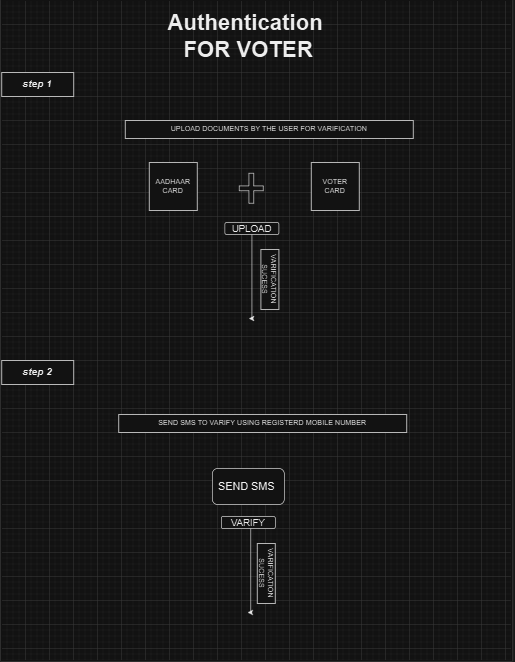 Authentication
FOR VOTER
step 1
UPLOAD DOCUMENTS BY THE USER FOR VARIFICATION
AADHAAR
CARD
VOTER
CARD
UPLOAD
VARIFICATION
SUCESS
step 2
SEND SMS TO VARIFY USING REGISTERD MOBILE NUMBER
SEND SMS
VARIFY
VARIFICATION
SUCESS